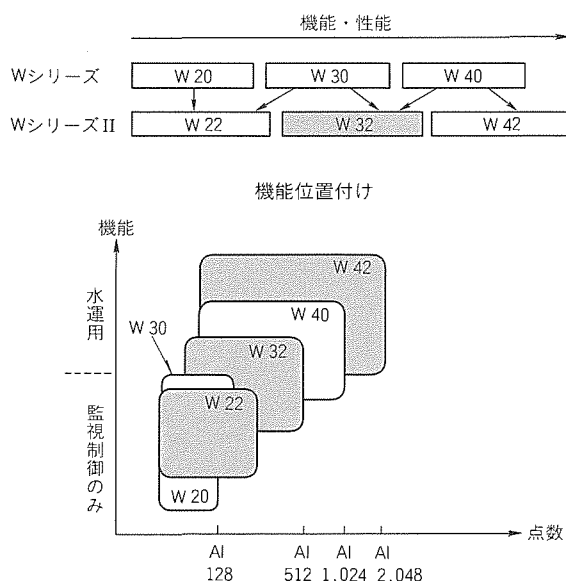 機能・性能
Wシリーズ
W 20
W 30
W 40
WシリーズII
W 22
W 32
W 42
機能位置付け
機能
水運用
監視制御のみ
W 42
W 40
W 30
W 32
W 22
W 20
点数
AI
128
AI
512
AI
1,024
AI
2,048